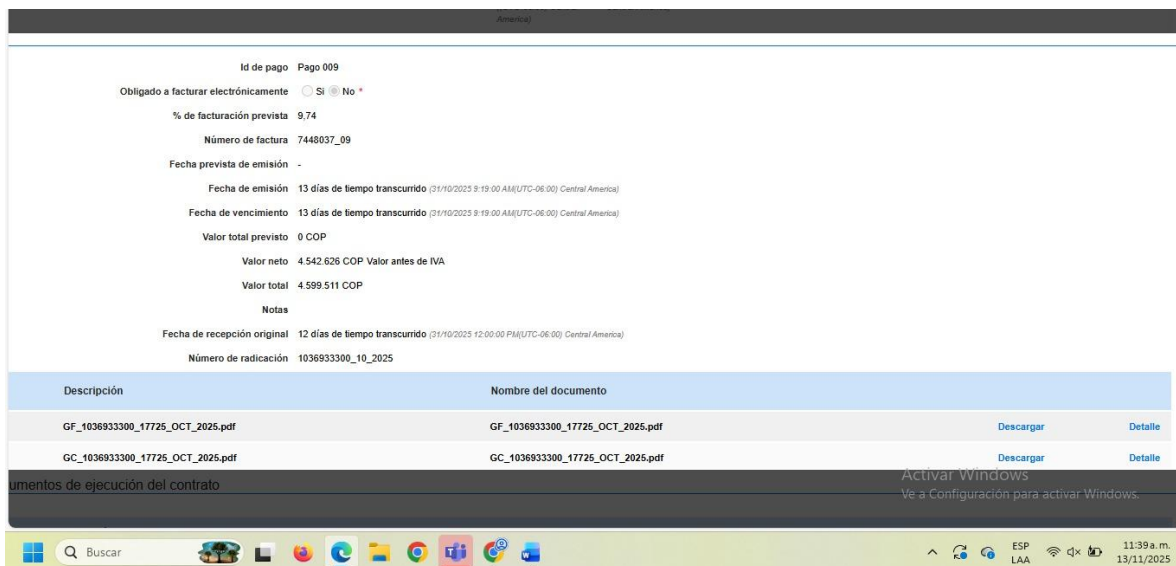 America)
Id de pago Pago 009
Obligado a facturar electrónicamente Si No *
% de facturación prevista 9,74
Número de factura 7448037_09
Fecha prevista de emisión -
Fecha de emisión 13 días de tiempo transcurrido (31/10/2025 9:19:00 AM(UTC-06:00) Central America)
Fecha de vencimiento 13 días de tiempo transcurrido (31/10/2025 9:19:00 AM(UTC-06:00) Central America)
Valor total previsto 0 COP
Valor neto 4.542.626 COP Valor antes de IVA
Valor total 4.599.511 COP
Notas
Fecha de recepción original 12 días de tiempo transcurrido (31/10/2025 12:00:00 PM(UTC-06:00) Central America)
Número de radicación 1036933300_10_2025
Descripción Nombre del documento
GF_1036933300_17725_OCT_2025.pdf GF_1036933300_17725_OCT_2025.pdf Descargar Detalle
GC_1036933300_17725_OCT_2025.pdf GC_1036933300_17725_OCT_2025.pdf Descargar Detalle
umentos de ejecución del contrato
Activar Windows
Ve a Configuración para activar Windows.
Buscar
ESP
LAA
11:39 a. m.
13/11/2025